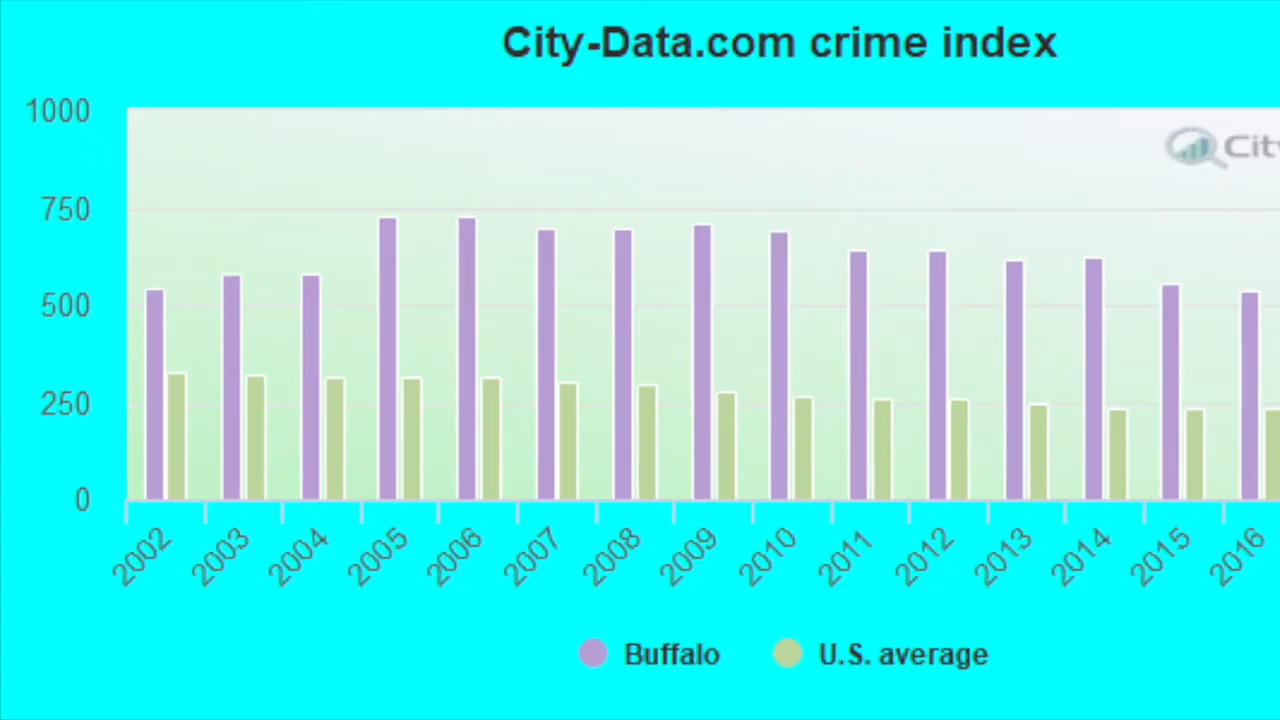 City-Data.com crime index
1000
City
750
500
250
0
2002 2003 2004 2005 2006 2007 2008 2009 2010 2011 2012 2013 2014 2015 2016
Buffalo U.S. average